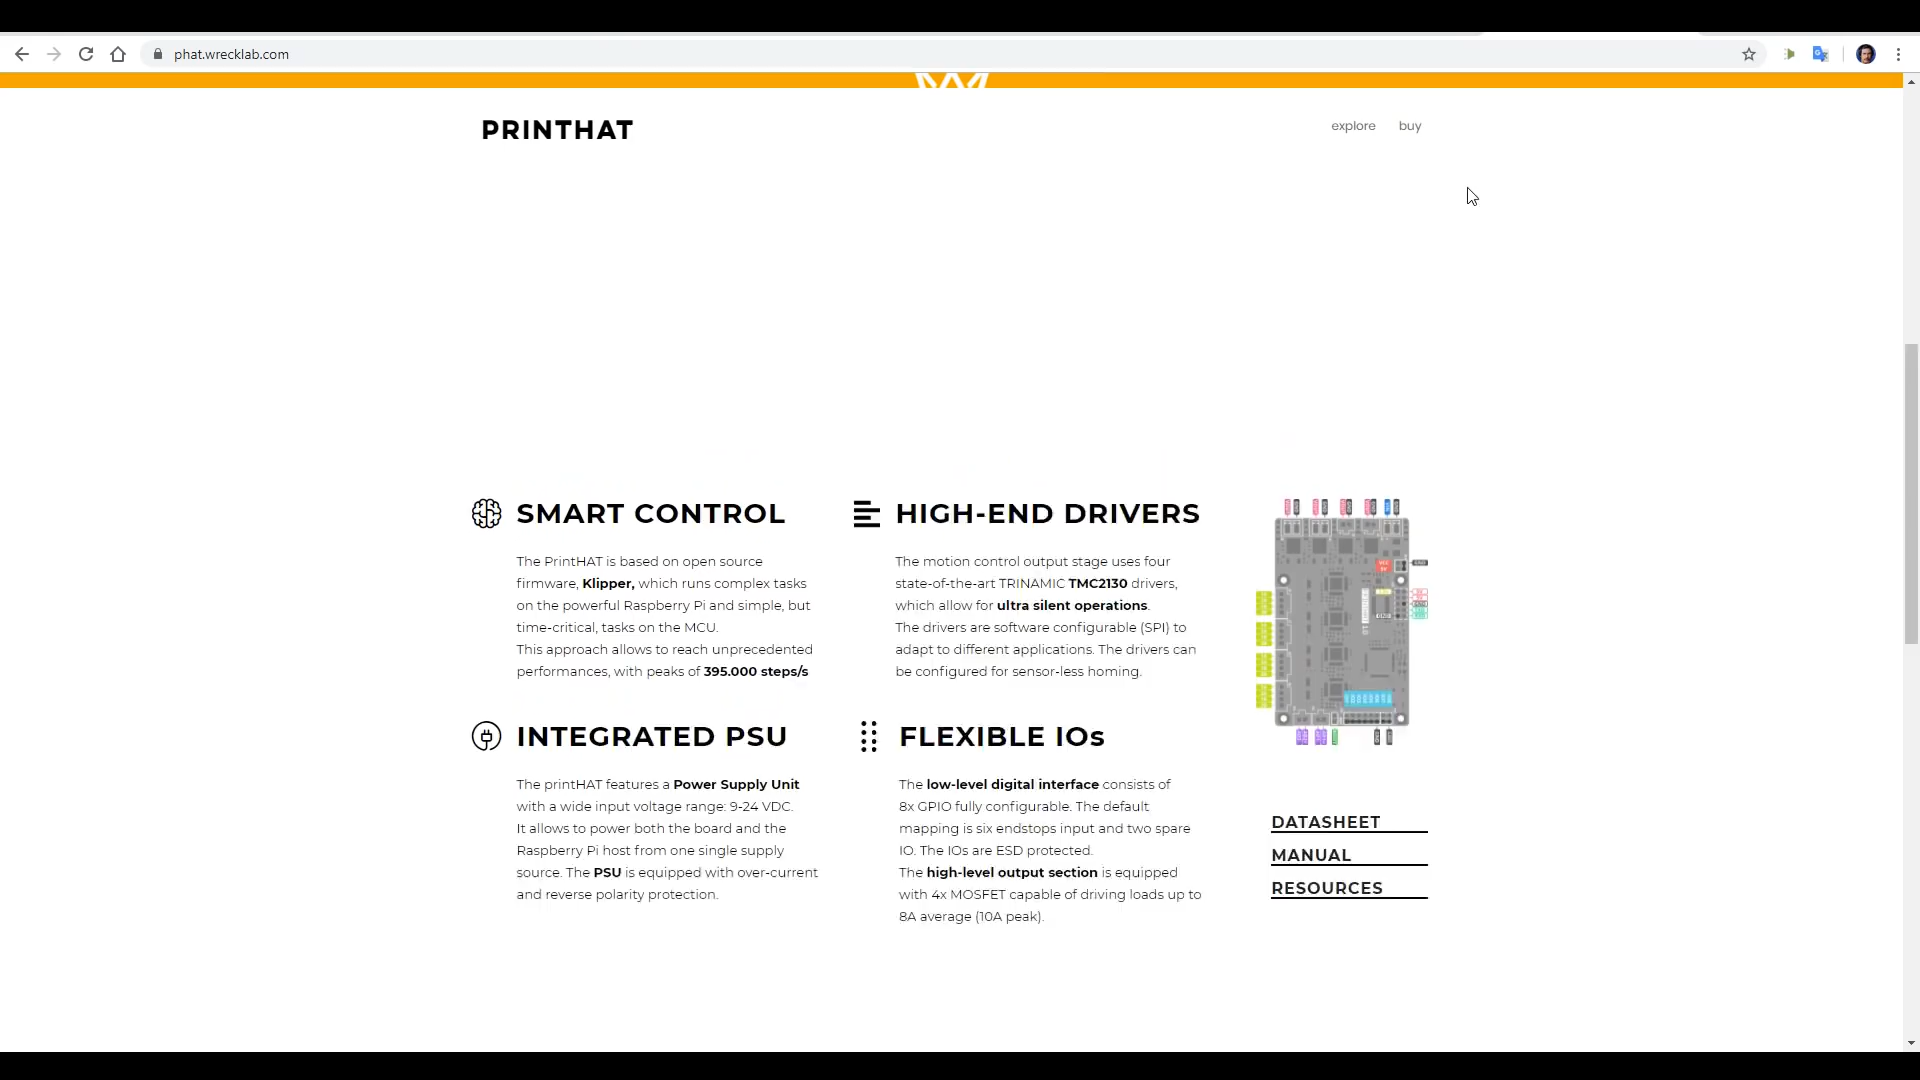 phat.wrecklab.com
PRINTHAT
explore
buy
SMART CONTROL
The PrintHAT is based on open source
firmware, Klipper, which runs complex tasks
on the powerful Raspberry Pi and simple, but
time-critical, tasks on the MCU.
This approach allows to reach unprecedented
performances, with peaks of 395.000 steps/s
HIGH-END DRIVERS
The motion control output stage uses four
state-of-the-art TRINAMIC TMC2130 drivers,
which allow for ultra silent operations.
The drivers are software configurable (SPI) to
adapt to different applications. The drivers can
be configured for sensor-less homing.
INTEGRATED PSU
The printHAT features a Power Supply Unit
with a wide input voltage range: 9-24 VDC.
It allows to power both the board and the
Raspberry Pi host from one single supply
source. The PSU is equipped with over-current
and reverse polarity protection.
FLEXIBLE IOs
The low-level digital interface consists of
8x GPIO fully configurable. The default
mapping is six endstops input and two spare
IO. The IOs are ESD protected.
The high-level output section is equipped
with 4x MOSFET capable of driving loads up to
8A average (10A peak).
DATASHEET
MANUAL
RESOURCES